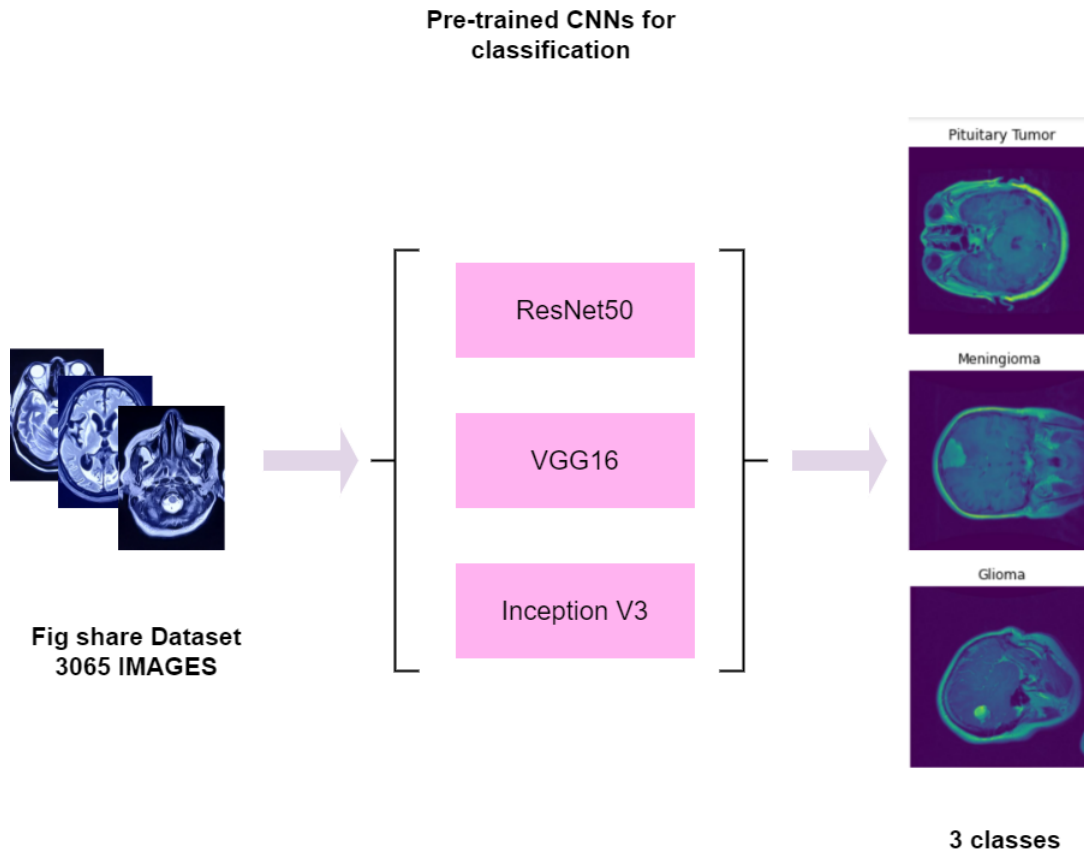 Pre-trained CNNs for
classification
Pituitary Tumor
ResNet50
Meningioma
VGG16
Glioma
Inception V3
Fig share Dataset
3065 IMAGES
3 classes